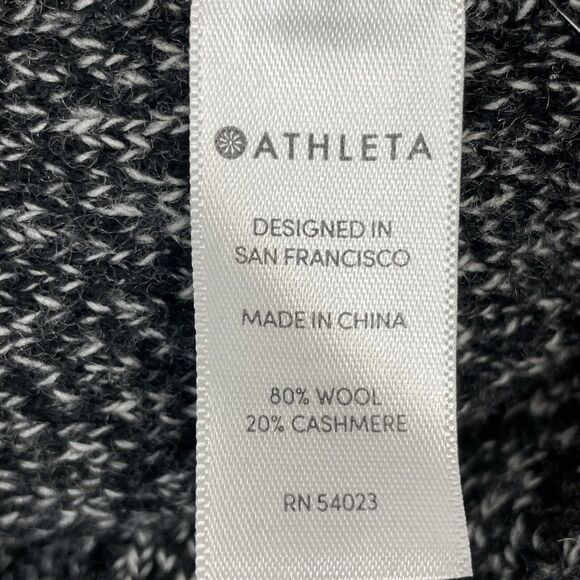 ATHLETA
DESIGNED IN
SAN FRANCISCO
MADE IN CHINA
80% WOOL
20% CASHMERE
RN 54023